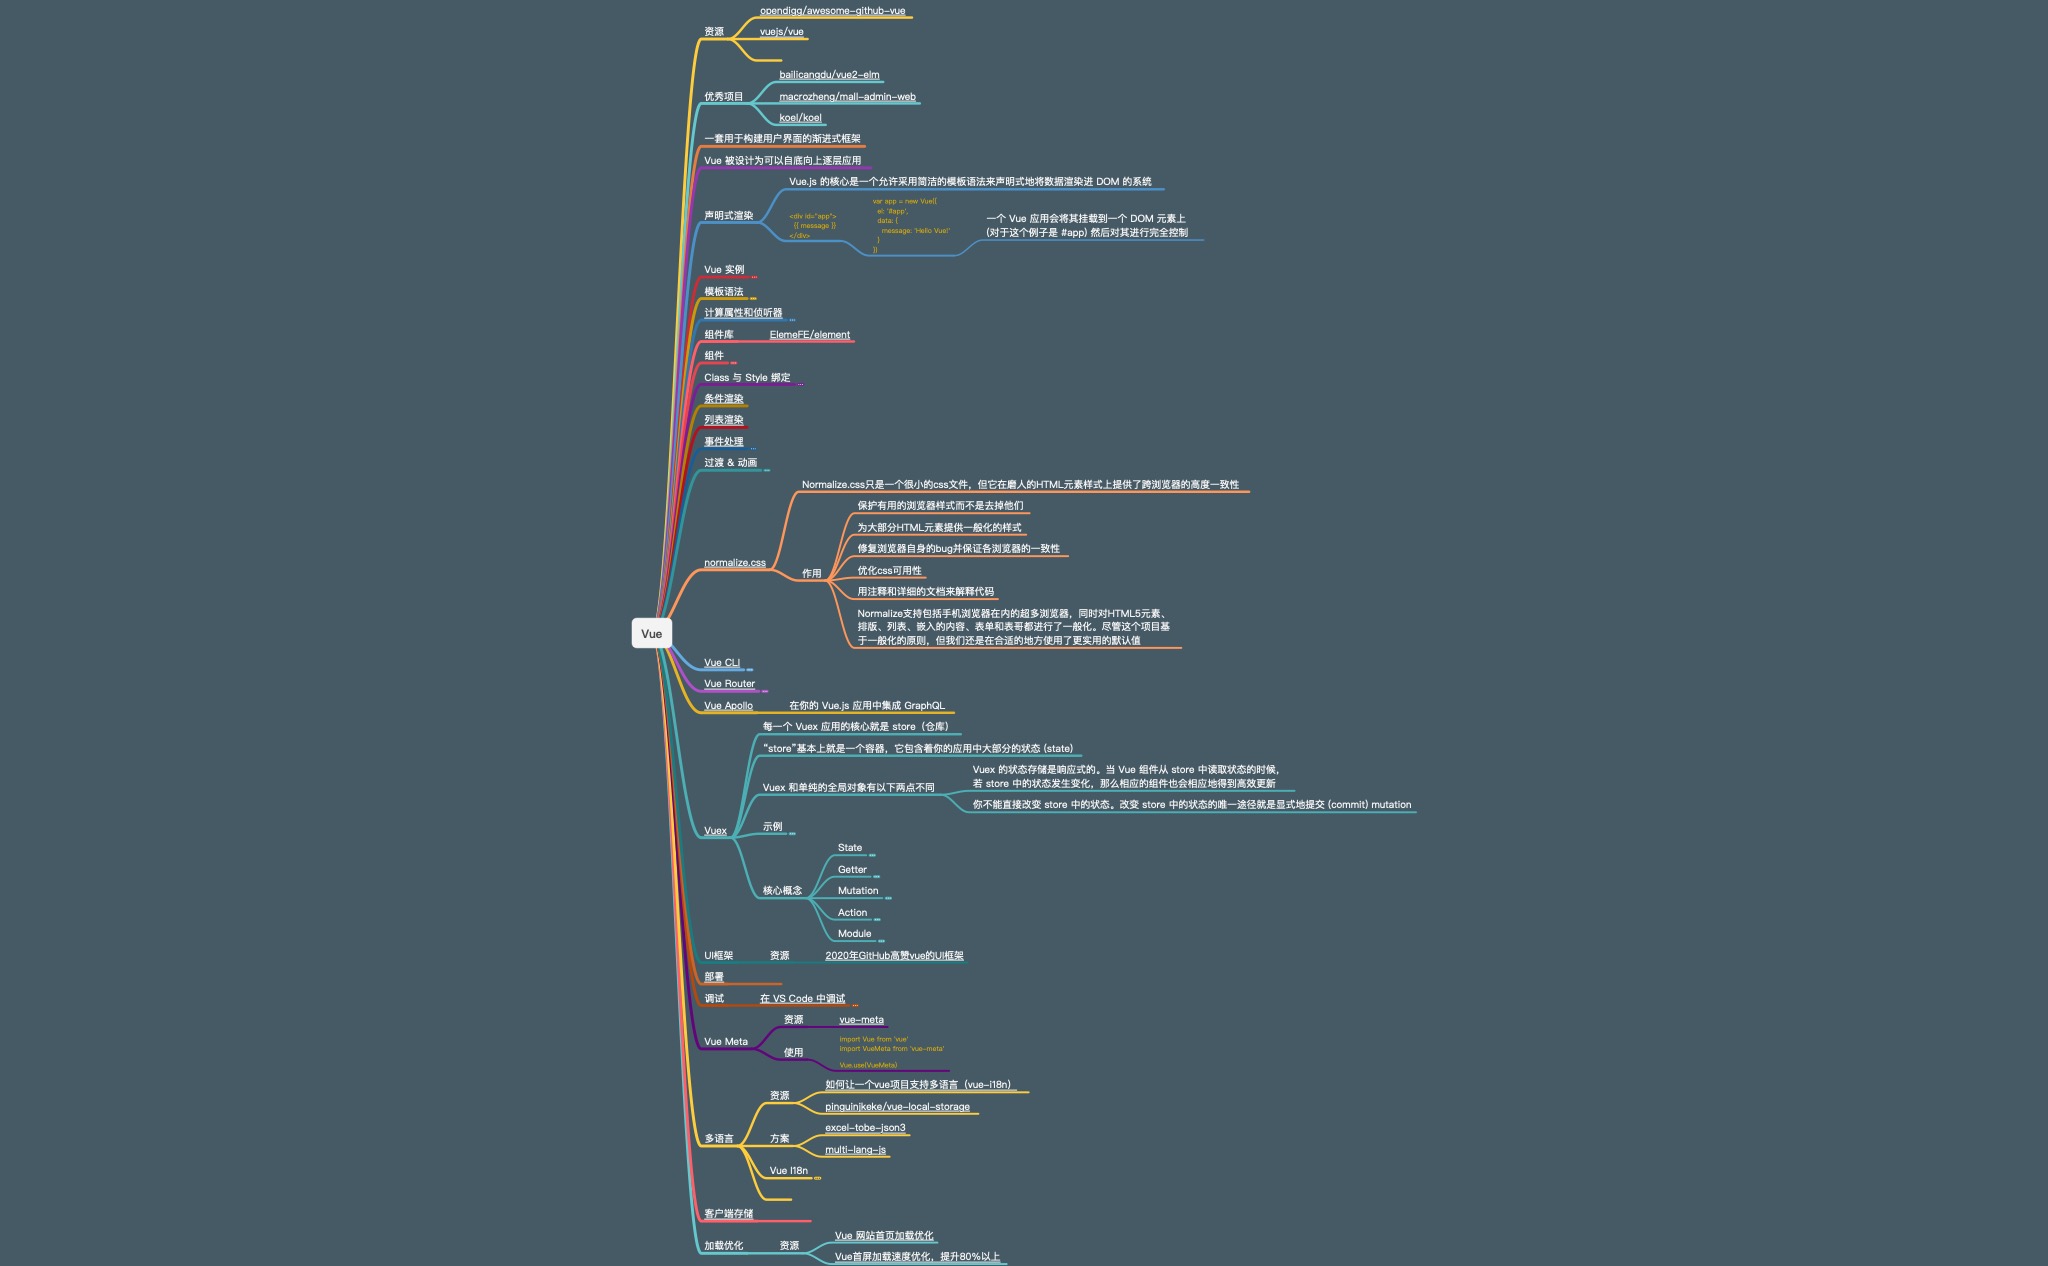 opendigg/awesome-github-vue
资源
vuejs/vue
bailicangdu/vue2-elm
优秀项目
macrozheng/mall-admin-web
koel/koel
一套用于构建用户界面的渐进式框架
Vue 被设计为可以自底向上逐层应用
Vue.js 的核心是一个允许采用简洁的模板语法来声明式地将数据渲染进 DOM 的系统
声明式渲染
<div id="app">
{{ message }}
</div>
var app = new Vue({
el: '#app',
data: {
message: 'Hello Vue!'
}
})
一个 Vue 应用会将其挂载到一个 DOM 元素上
(对于这个例子是 #app) 然后对其进行完全控制
Vue 实例
模板语法
计算属性和侦听器
组件库
ElemeFE/element
组件
Class 与 Style 绑定
条件渲染
列表渲染
事件处理
过渡 & 动画
Normalize.css只是一个很小的css文件，但它在磨人的HTML元素样式上提供了跨浏览器的高度一致性
保护有用的浏览器样式而不是去掉他们
为大部分HTML元素提供一般化的样式
修复浏览器自身的bug并保证各浏览器的一致性
normalize.css
作用
优化css可用性
用注释和详细的文档来解释代码
Normalize支持包括手机浏览器在内的超多浏览器，同时对HTML5元素、
排版、列表、嵌入的内容、表单和表哥都进行了一般化。尽管这个项目基
于一般化的原则，但我们还是在合适的地方使用了更实用的默认值
Vue
Vue CLI
Vue Router
Vue Apollo
在你的 Vue.js 应用中集成 GraphQL
每一个 Vuex 应用的核心就是 store（仓库）
“store”基本上就是一个容器，它包含着你的应用中大部分的状态 (state)
Vuex 和单纯的全局对象有以下两点不同
Vuex 的状态存储是响应式的。当 Vue 组件从 store 中读取状态的时候，
若 store 中的状态发生变化，那么相应的组件也会相应地得到高效更新
你不能直接改变 store 中的状态。改变 store 中的状态的唯一途径就是显式地提交 (commit) mutation
Vuex
示例
核心概念
State
Getter
Mutation
Action
Module
UI框架
资源
2020年GitHub高赞vue的UI框架
部署
调试
在 VS Code 中调试
Vue Meta
资源
vue-meta
使用
import Vue from 'vue'
import VueMeta from 'vue-meta'
Vue.use(VueMeta)
多语言
资源
如何让一个vue项目支持多语言（vue-i18n）
pinguinjkeke/vue-local-storage
方案
excel-tobe-json3
multi-lang-js
Vue I18n
客户端存储
加载优化
资源
Vue 网站首页加载优化
Vue首屏加载速度优化，提升80%以上